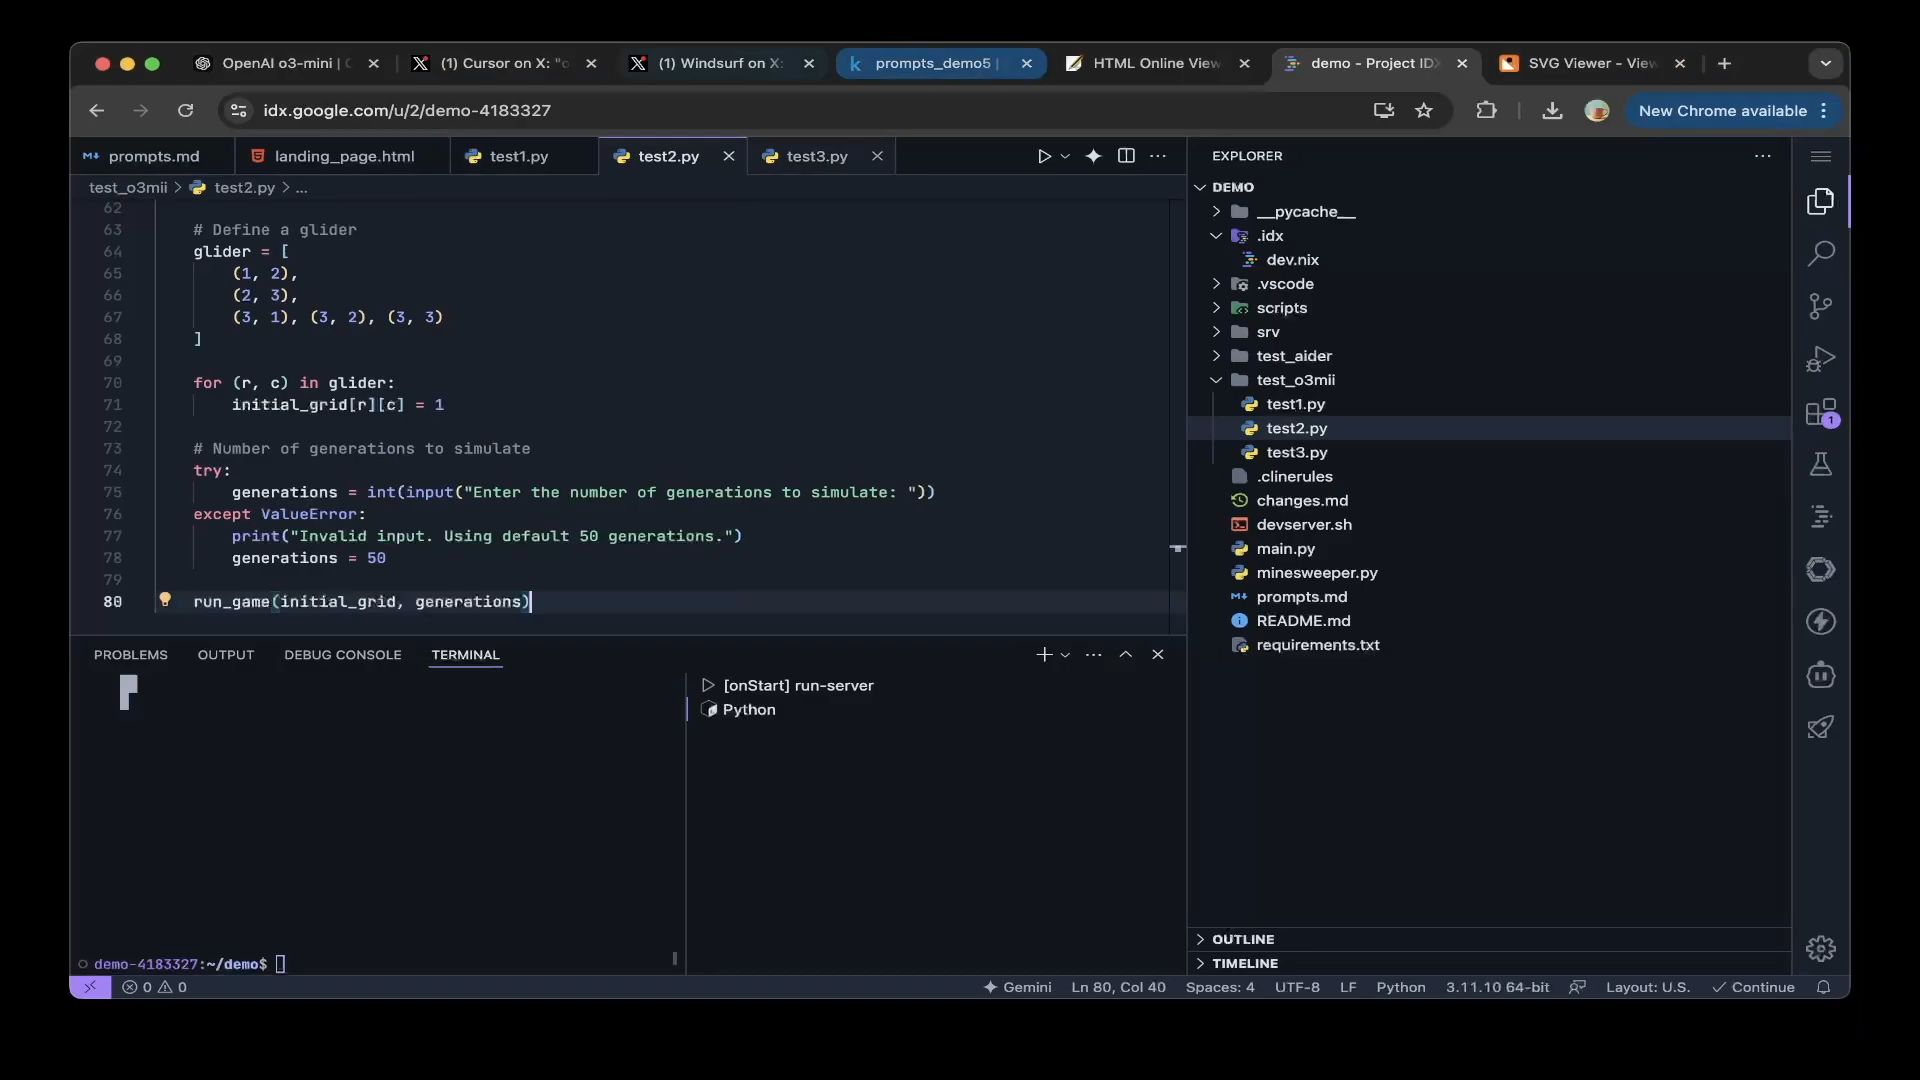 OpenAI o3-mini |
(1) Cursor on X: "o
(1) Windsurf on X:
prompts_demo5 |
HTML Online View
demo - Project IDX
SVG Viewer - View
idx.google.com/u/2/demo-4183327
New Chrome available
prompts.md
landing_page.html
test1.py
test2.py
test3.py
test_o3mii > test2.py > ...
62
63 # Define a glider
64 glider = [
65 (1, 2),
66 (2, 3),
67 (3, 1), (3, 2), (3, 3)
68 ]
69
70 for (r, c) in glider:
71 initial_grid[r][c] = 1
72
73 # Number of generations to simulate
74 try:
75 generations = int(input("Enter the number of generations to simulate: "))
76 except ValueError:
77 print("Invalid input. Using default 50 generations.")
78 generations = 50
79
80 run_game(initial_grid, generations)
PROBLEMS
OUTPUT
DEBUG CONSOLE
TERMINAL
[onStart] run-server
Python
demo-4183327:~/demo$
EXPLORER
DEMO
__pycache__
.idx
dev.nix
.vscode
scripts
srv
test_aider
test_o3mii
test1.py
test2.py
test3.py
.clinerules
changes.md
devserver.sh
main.py
minesweeper.py
prompts.md
README.md
requirements.txt
OUTLINE
TIMELINE
1
0 0
Gemini
Ln 80, Col 40
Spaces: 4
UTF-8
LF
Python
3.11.10 64-bit
Layout: U.S.
Continue